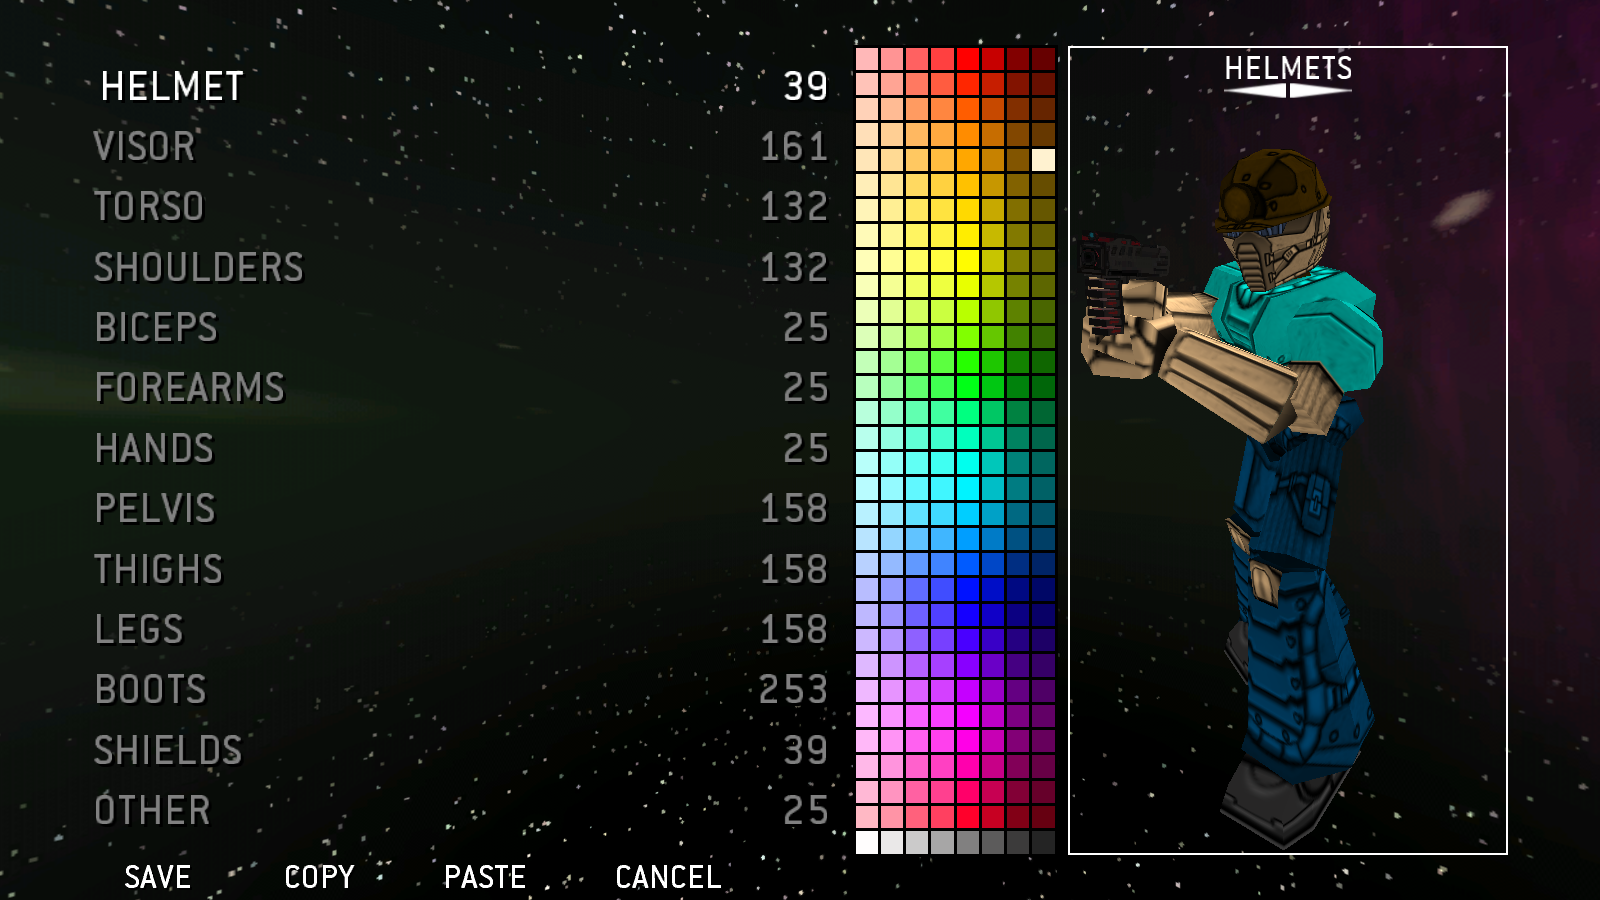 HELMET 39
VISOR 161
TORSO 132
SHOULDERS 132
BICEPS 25
FOREARMS 25
HANDS 25
PELVIS 158
THIGHS 158
LEGS 158
BOOTS 253
SHIELDS 39
OTHER 25
SAVE COPY PASTE CANCEL
HELMETS